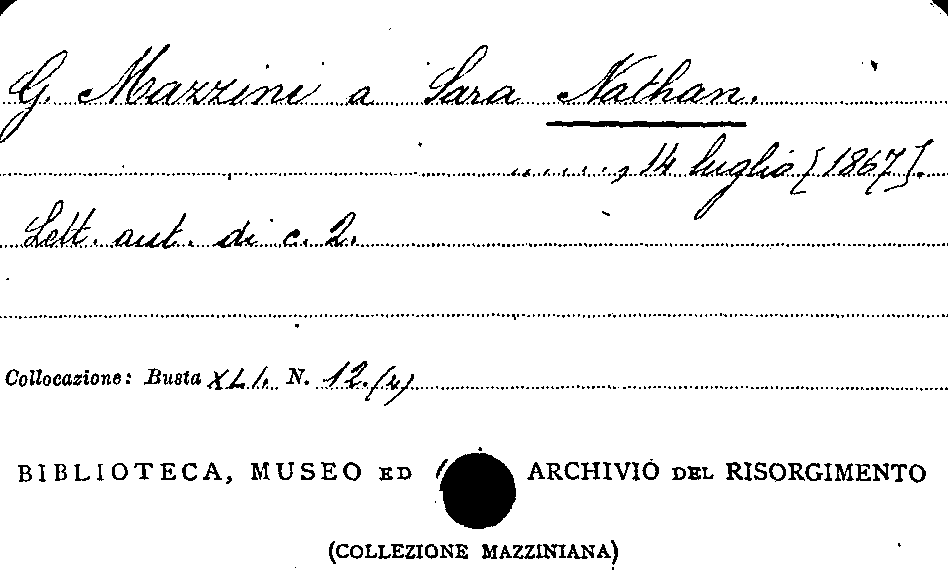 G. Mazzini a Sara Nathan.
......, 14 luglio [1867].
Lett. aut. di c. 2.
Collocazione: Busta XLI. N. 12.(4)
BIBLIOTECA, MUSEO ED ARCHIVIO DEL RISORGIMENTO
(COLLEZIONE MAZZINIANA)